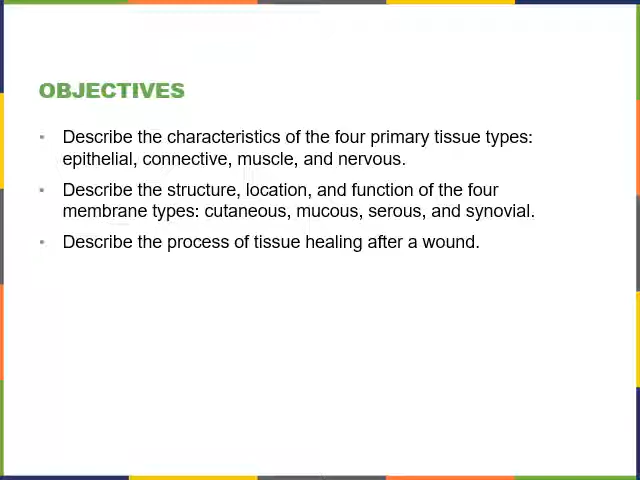 OBJECTIVES
▪ Describe the characteristics of the four primary tissue types:
epithelial, connective, muscle, and nervous.
▪ Describe the structure, location, and function of the four
membrane types: cutaneous, mucous, serous, and synovial.
▪ Describe the process of tissue healing after a wound.